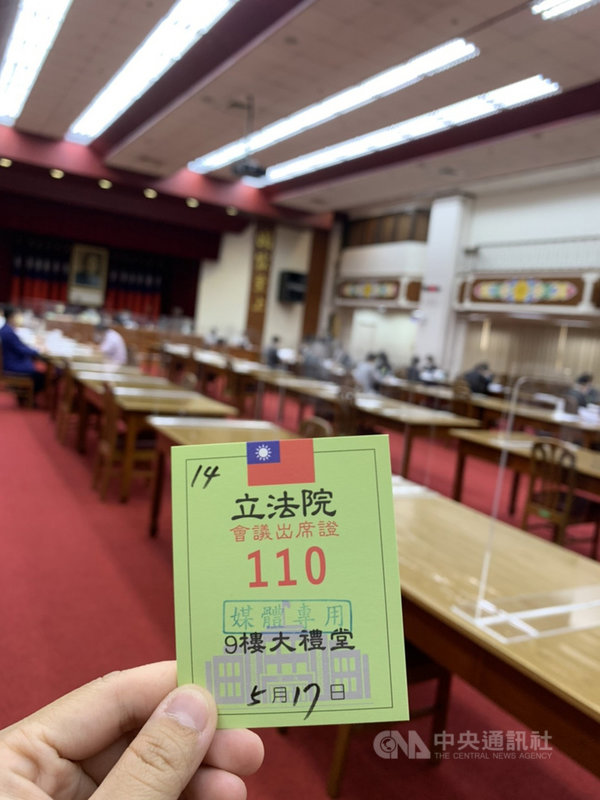 14
立法院
會議出席證
110
媒體專用
9樓大禮堂
5月17日
CNA 中央通訊社
THE CENTRAL NEWS AGENCY